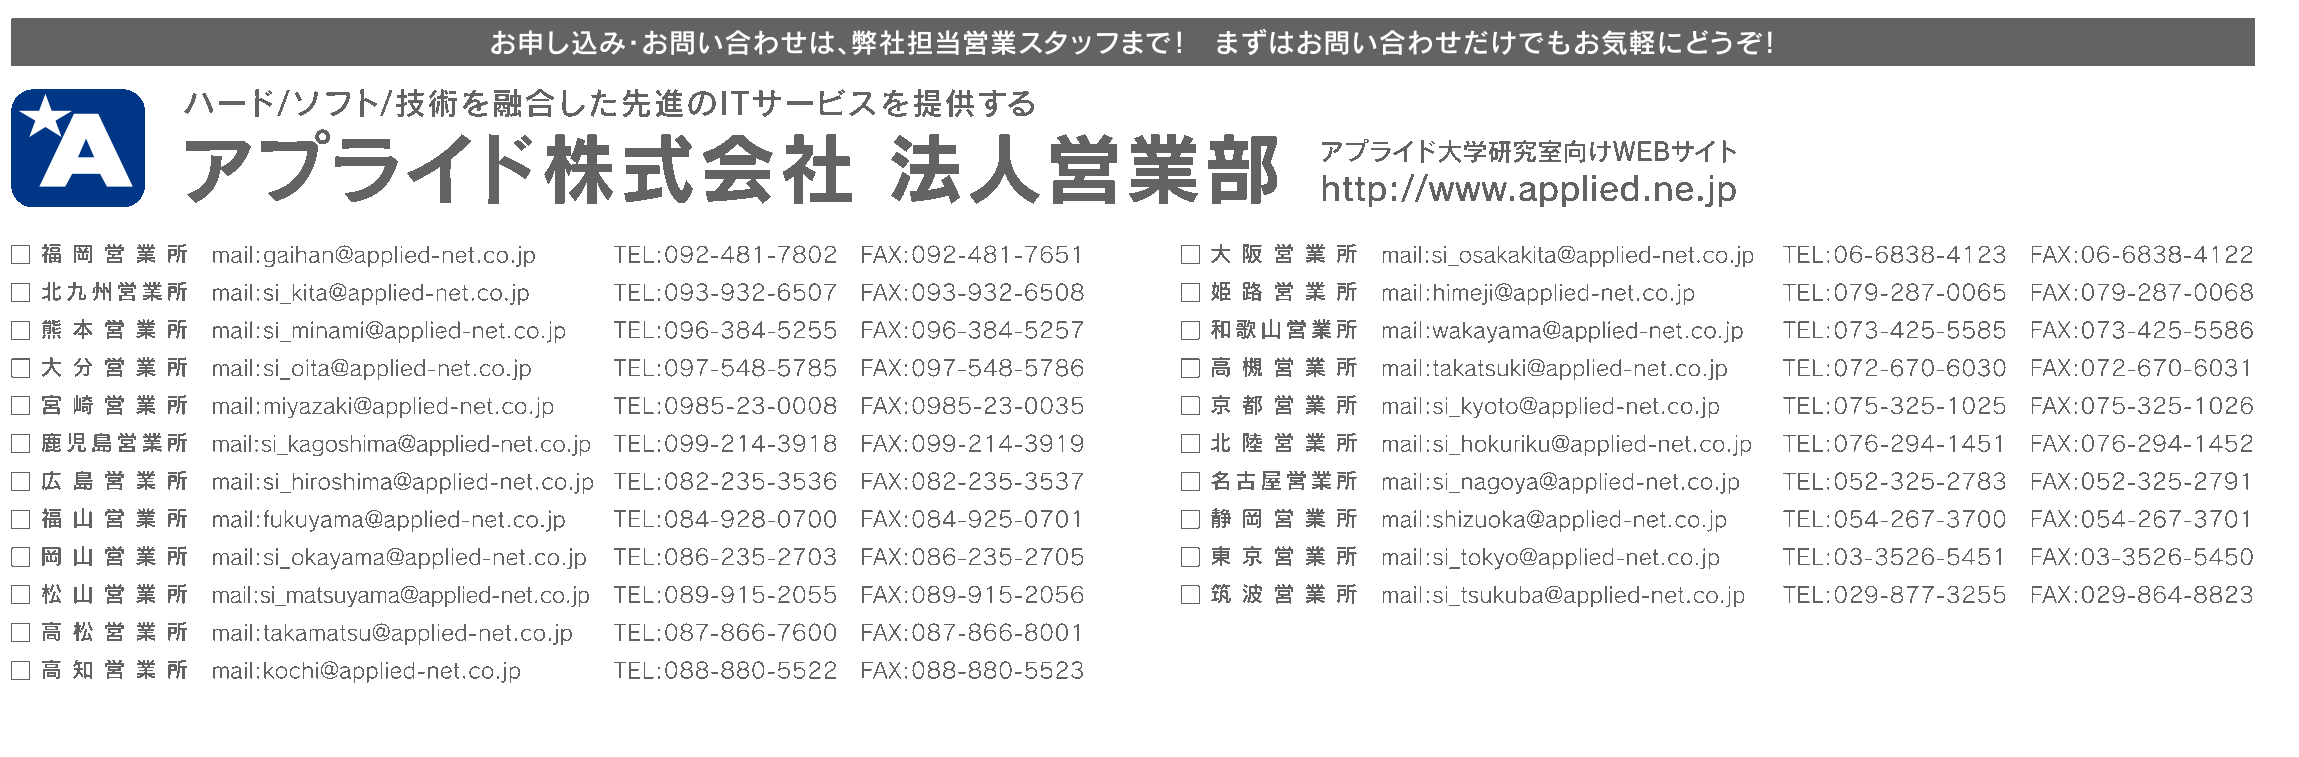 お申し込み･お問い合わせは､弊社担当営業スタッフまで! まずはお問い合わせだけでもお気軽にどうぞ!
ハード/ソフト/技術を融合した先進のITサービスを提供する
アプライド株式会社 法人営業部
アプライド大学研究室向けWEBサイト
http://www.applied.ne.jp
A
□ 福岡営業所 mail:gaihan@applied-net.co.jp TEL:092-481-7802 FAX:092-481-7651
□ 北九州営業所 mail:si_kita@applied-net.co.jp TEL:093-932-6507 FAX:093-932-6508
□ 熊本営業所 mail:si_minami@applied-net.co.jp TEL:096-384-5255 FAX:096-384-5257
□ 大分営業所 mail:si_oita@applied-net.co.jp TEL:097-548-5785 FAX:097-548-5786
□ 宮崎営業所 mail:miyazaki@applied-net.co.jp TEL:0985-23-0008 FAX:0985-23-0035
□ 鹿児島営業所 mail:si_kagoshima@applied-net.co.jp TEL:099-214-3918 FAX:099-214-3919
□ 広島営業所 mail:si_hiroshima@applied-net.co.jp TEL:082-235-3536 FAX:082-235-3537
□ 福山営業所 mail:fukuyama@applied-net.co.jp TEL:084-928-0700 FAX:084-925-0701
□ 岡山営業所 mail:si_okayama@applied-net.co.jp TEL:086-235-2703 FAX:086-235-2705
□ 松山営業所 mail:si_matsuyama@applied-net.co.jp TEL:089-915-2055 FAX:089-915-2056
□ 高松営業所 mail:takamatsu@applied-net.co.jp TEL:087-866-7600 FAX:087-866-8001
□ 高知営業所 mail:kochi@applied-net.co.jp TEL:088-880-5522 FAX:088-880-5523
□ 大阪営業所 mail:si_osakakita@applied-net.co.jp TEL:06-6838-4123 FAX:06-6838-4122
□ 姫路営業所 mail:himeji@applied-net.co.jp TEL:079-287-0065 FAX:079-287-0068
□ 和歌山営業所 mail:wakayama@applied-net.co.jp TEL:073-425-5585 FAX:073-425-5586
□ 高槻営業所 mail:takatsuki@applied-net.co.jp TEL:072-670-6030 FAX:072-670-6031
□ 京都営業所 mail:si_kyoto@applied-net.co.jp TEL:075-325-1025 FAX:075-325-1026
□ 北陸営業所 mail:si_hokuriku@applied-net.co.jp TEL:076-294-1451 FAX:076-294-1452
□ 名古屋営業所 mail:si_nagoya@applied-net.co.jp TEL:052-325-2783 FAX:052-325-2791
□ 静岡営業所 mail:shizuoka@applied-net.co.jp TEL:054-267-3700 FAX:054-267-3701
□ 東京営業所 mail:si_tokyo@applied-net.co.jp TEL:03-3526-5451 FAX:03-3526-5450
□ 筑波営業所 mail:si_tsukuba@applied-net.co.jp TEL:029-877-3255 FAX:029-864-8823